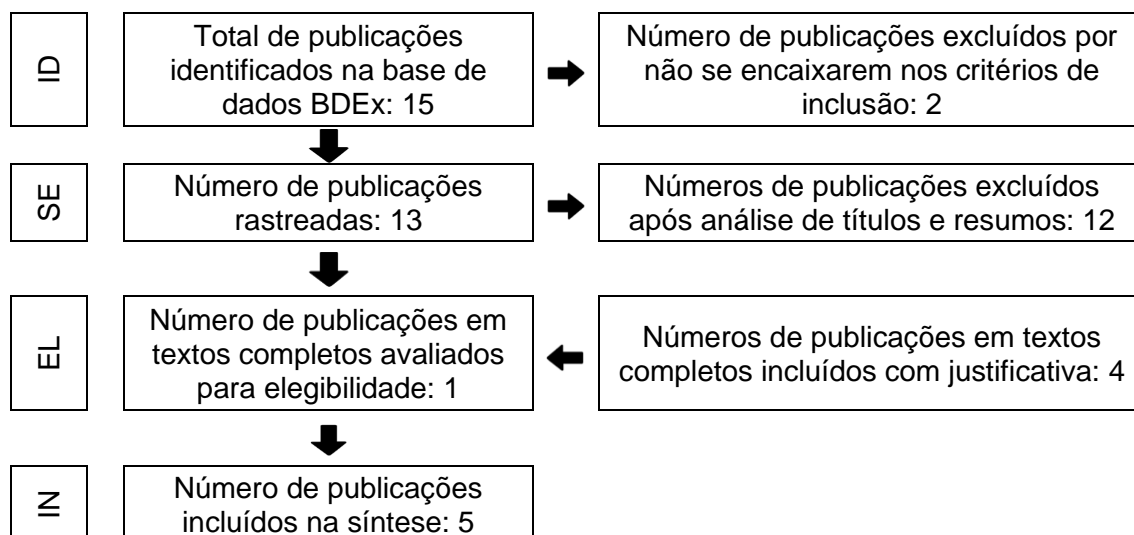 ID
Total de publicações
identificados na base de
dados BDEx: 15
Número de publicações excluídos por
não se encaixarem nos critérios de
inclusão: 2
SE
Número de publicações
rastreadas: 13
Números de publicações excluídos
após análise de títulos e resumos: 12
EL
Número de publicações em
textos completos avaliados
para elegibilidade: 1
Números de publicações em textos
completos incluídos com justificativa: 4
IN
Número de publicações
incluídos na síntese: 5